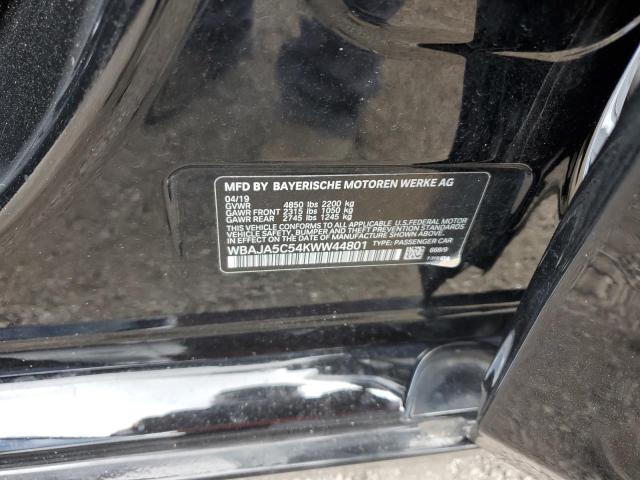 MFD BY BAYERISCHE MOTOREN WERKE AG
04/19
GVWR 4850 lbs 2200 kg
GAWR FRONT 2315 lbs 1050 kg
GAWR REAR 2745 lbs 1245 kg
THIS VEHICLE CONFORMS TO ALL APPLICABLE U.S. FEDERAL MOTOR
VEHICLE SAFETY, BUMPER AND THEFT PREVENTION STANDARDS IN
EFFECT ON THE DATE OF MANUFACTURE SHOWN ABOVE.
WBAJA5C54KWW44801 TYPE: PASSENGER CAR
668/9